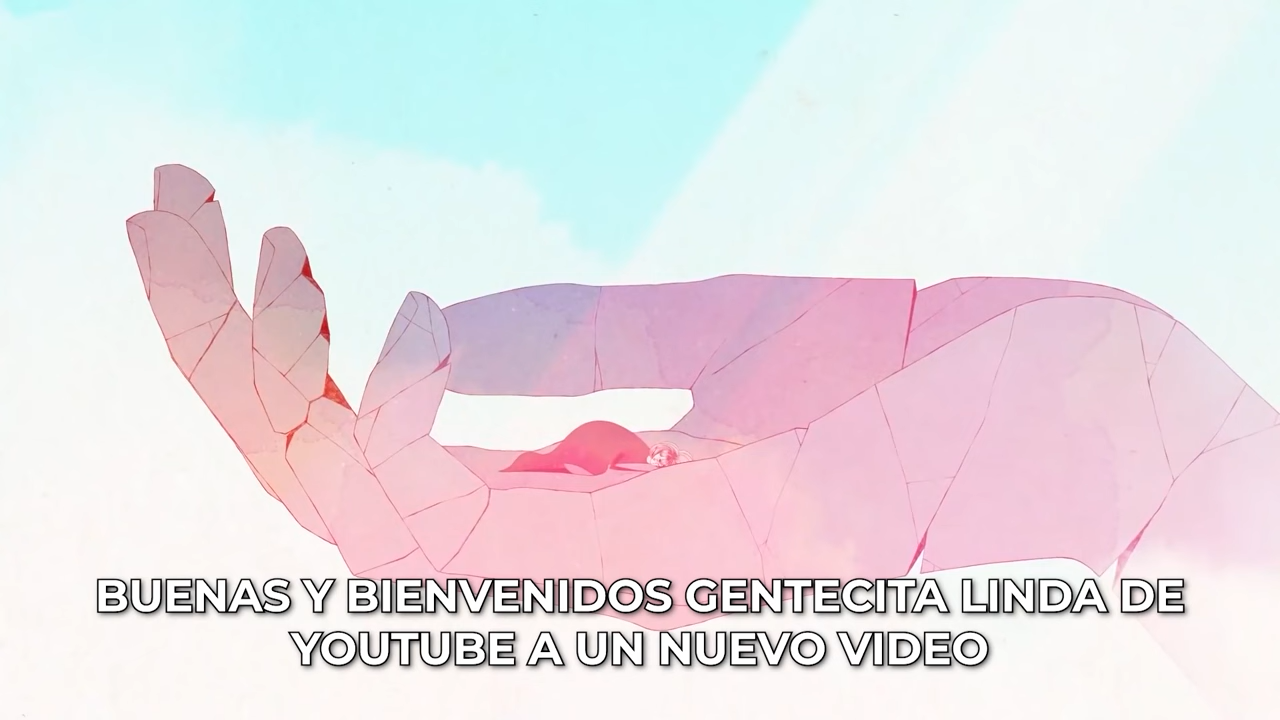 BUENAS Y BIENVENIDOS GENTECITA LINDA DE
YOUTUBE A UN NUEVO VIDEO